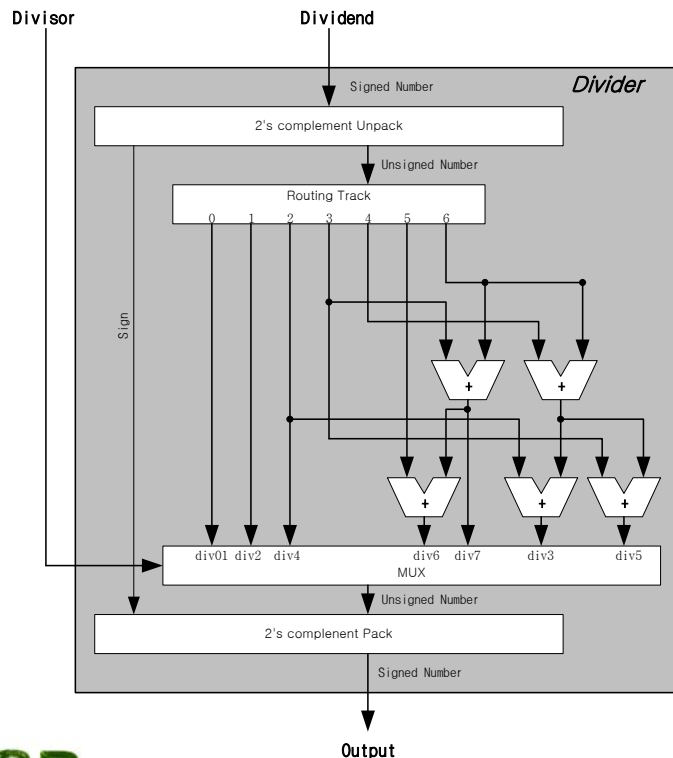 Divisor
Dividend
Divider
Signed Number
2's complement Unpack
Unsigned Number
Routing Track
0 1 2 3 4 5 6
Sign
+ +
+ + +
div01 div2 div4 div6 div7 div3 div5
MUX
Unsigned Number
2's complenent Pack
Signed Number
Output